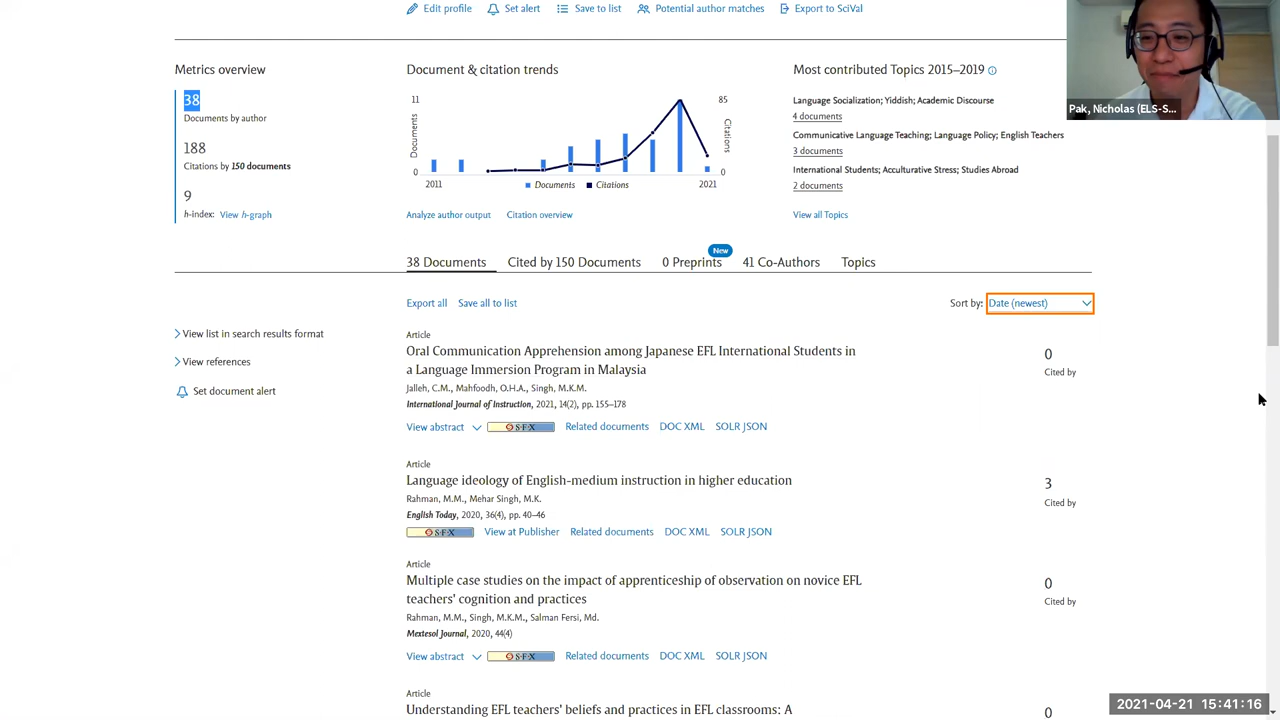 Edit profile
Set alert
Save to list
Potential author matches
Export to SciVal
Pak, Nicholas (ELS-S...
Metrics overview
38
Documents by author
188
Citations by 150 documents
9
h-index: View h-graph
Document & citation trends
11
85
Documents
Citations
0
0
2011
2021
Documents
Citations
Analyze author output
Citation overview
Most contributed Topics 2015–2019
Language Socialization; Yiddish; Academic Discourse
4 documents
Communicative Language Teaching; Language Policy; English Teachers
3 documents
International Students; Acculturative Stress; Studies Abroad
2 documents
View all Topics
New
38 Documents
Cited by 150 Documents
0 Preprints
41 Co-Authors
Topics
Export all
Save all to list
Sort by: Date (newest)
View list in search results format
View references
Set document alert
Article
Oral Communication Apprehension among Japanese EFL International Students in
a Language Immersion Program in Malaysia
Jalleh, C.M., Mahfoodh, O.H.A., Singh, M.K.M.
International Journal of Instruction, 2021, 14(2), pp. 155–178
0
Cited by
View abstract
S·F·X
Related documents
DOC XML
SOLR JSON
Article
Language ideology of English-medium instruction in higher education
Rahman, M.M., Mehar Singh, M.K.
English Today, 2020, 36(4), pp. 40–46
3
Cited by
S·F·X
View at Publisher
Related documents
DOC XML
SOLR JSON
Article
Multiple case studies on the impact of apprenticeship of observation on novice EFL
teachers' cognition and practices
Rahman, M.M., Singh, M.K.M., Salman Fersi, Md.
Mextesol Journal, 2020, 44(4)
0
Cited by
View abstract
S·F·X
Related documents
DOC XML
SOLR JSON
Article
Understanding EFL teachers' beliefs and practices in EFL classrooms: A
0
2021-04-21 15:41:16